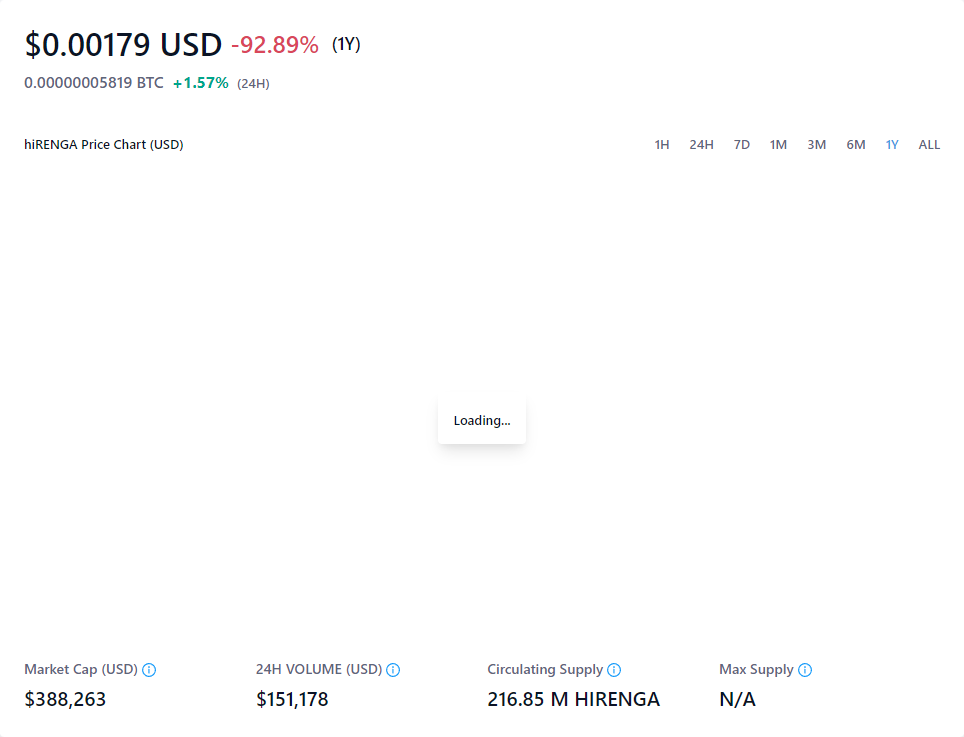 $0.00179 USD -92.89% (1Y)
0.00000005819 BTC +1.57% (24H)
hiRENGA Price Chart (USD) 1H 24H 7D 1M 3M 6M 1Y ALL
Loading...
Market Cap (USD) 24H VOLUME (USD) Circulating Supply Max Supply
$388,263 $151,178 216.85 M HIRENGA N/A